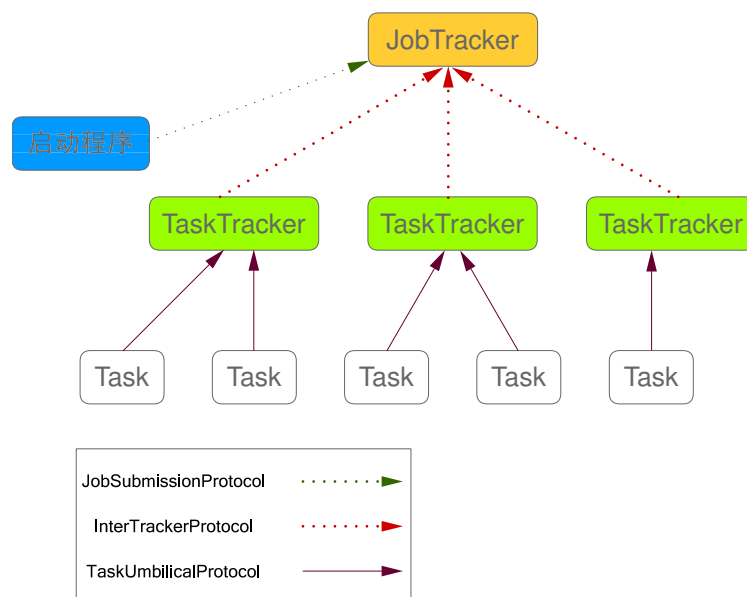 JobTracker
启动程序
TaskTracker TaskTracker TaskTracker
Task Task Task Task Task
JobSubmissionProtocol
InterTrackerProtocol
TaskUmbilicalProtocol